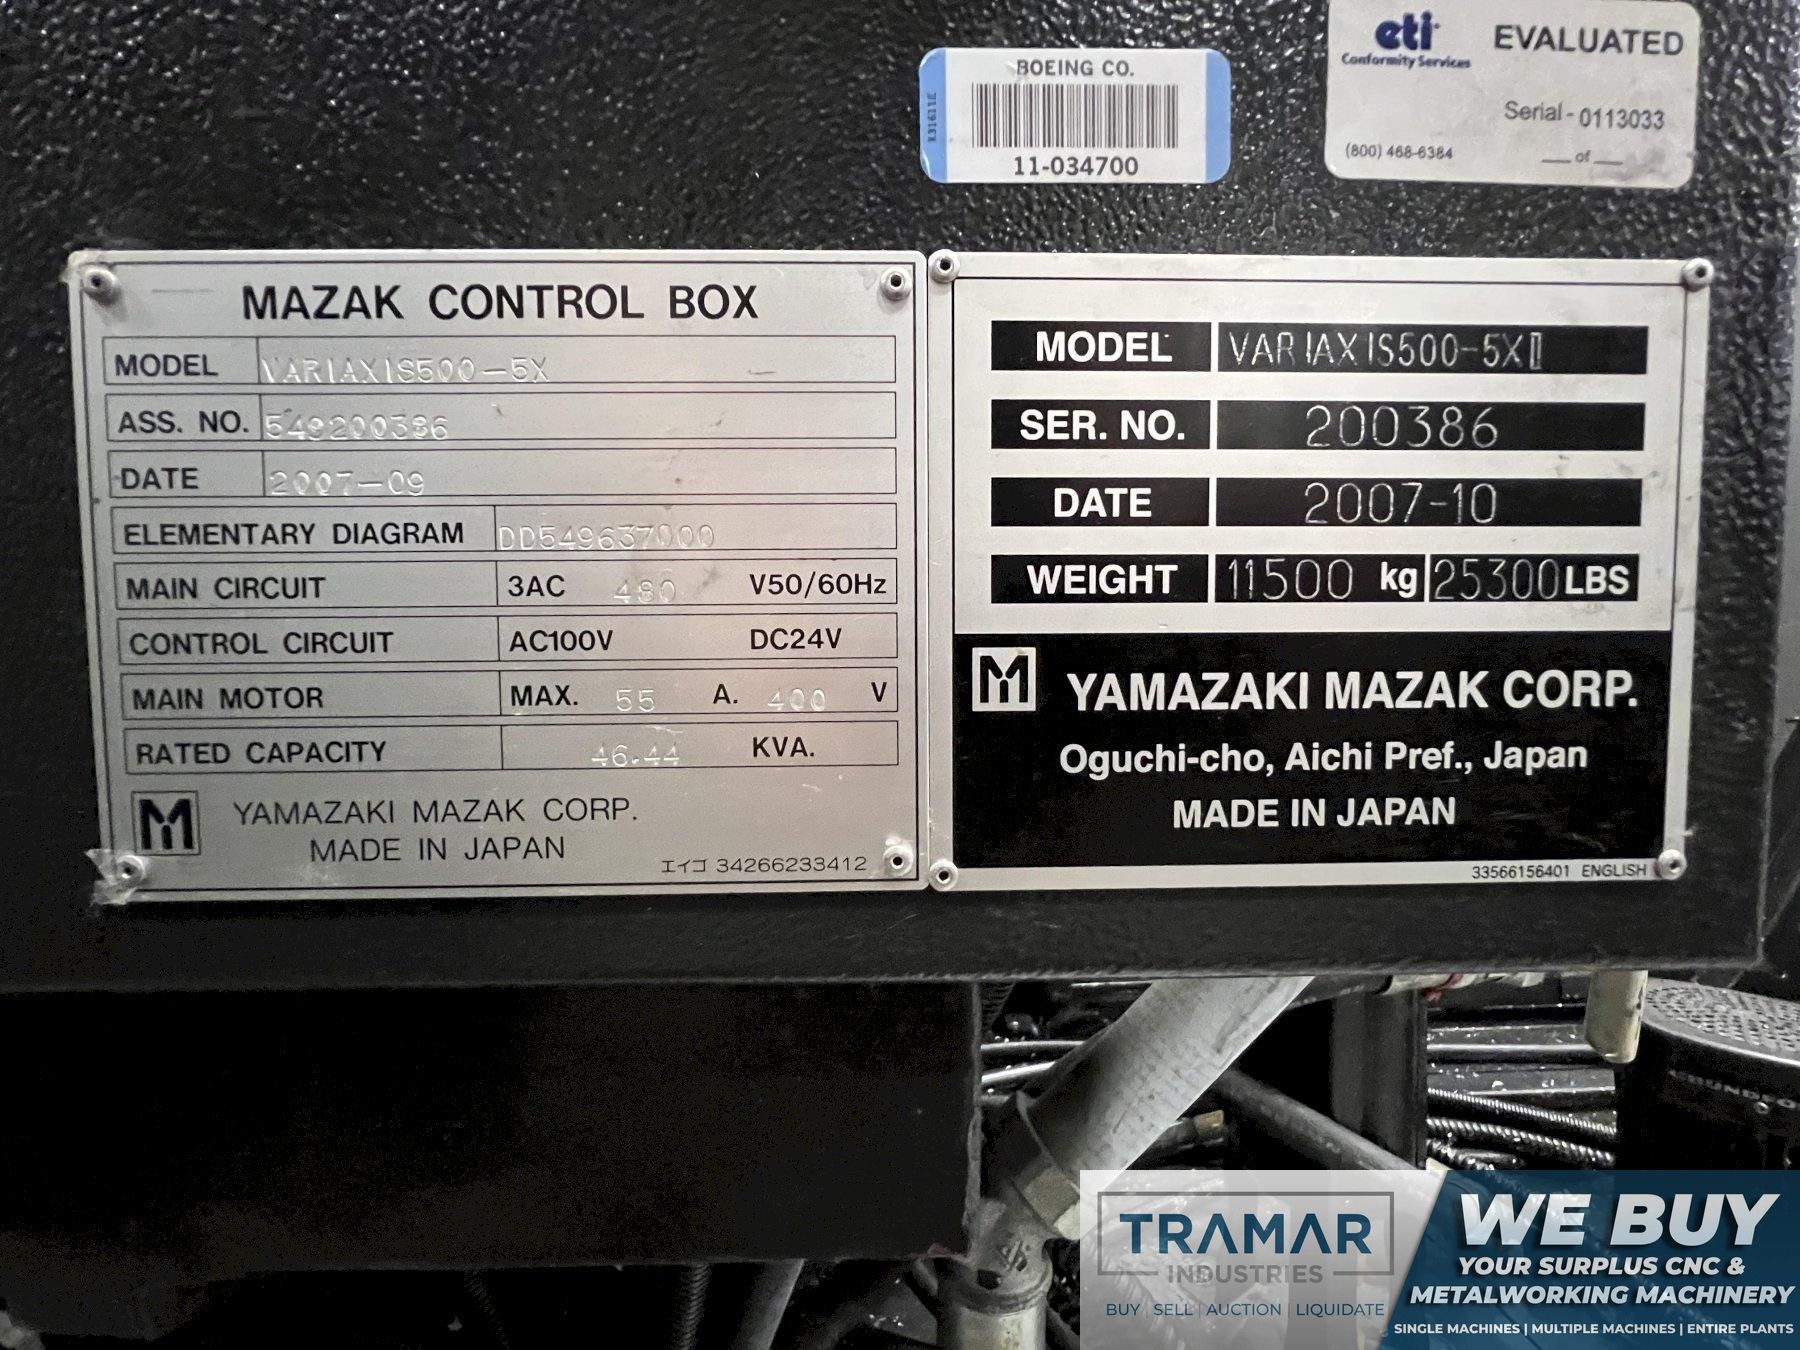 BOEING CO.
11-034700
eti
Conformity Services
EVALUATED
Serial - 0113033
(800) 468-6384
___ of ___
MAZAK CONTROL BOX
MODEL VARIAXIS500-5X
ASS. NO. 549200386
DATE 2007-09
ELEMENTARY DIAGRAM DD549637000
MAIN CIRCUIT 3AC 480 V50/60Hz
CONTROL CIRCUIT AC100V DC24V
MAIN MOTOR MAX. 55 A. 400 V
RATED CAPACITY 46.44 KVA.
YAMAZAKI MAZAK CORP.
MADE IN JAPAN
エイゴ 34266233412
MODEL VARIAXIS500-5XⅡ
SER. NO. 200386
DATE 2007-10
WEIGHT 11500 kg 25300 LBS
YAMAZAKI MAZAK CORP.
Oguchi-cho, Aichi Pref., Japan
MADE IN JAPAN
33566156401 ENGLISH
TRAMAR
INDUSTRIES
BUY | SELL | AUCTION | LIQUIDATE
WE BUY
YOUR SURPLUS CNC &
METALWORKING MACHINERY
SINGLE MACHINES | MULTIPLE MACHINES | ENTIRE PLANTS